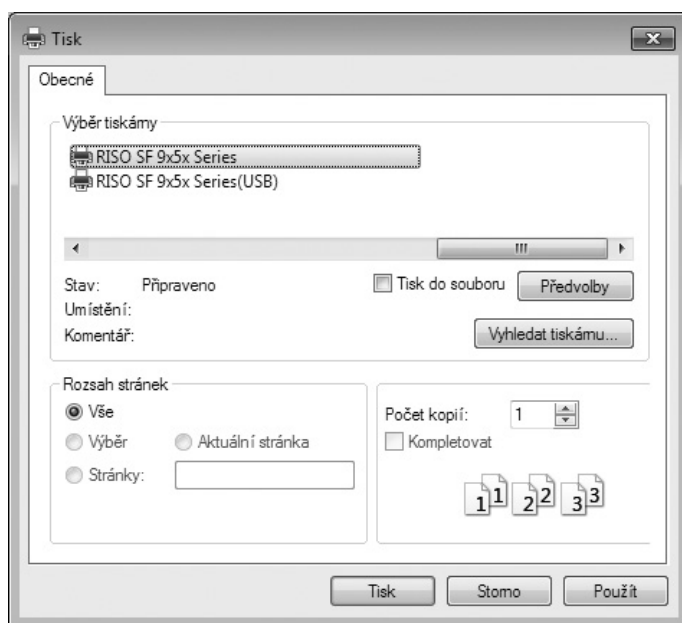 Tisk
Obecné
Výběr tiskárny
RISO SF 9x5x Series
RISO SF 9x5x Series(USB)
Stav: Připraveno
Tisk do souboru
Předvolby
Umístění:
Komentář:
Vyhledat tiskárnu...
Rozsah stránek
Vše
Výběr
Aktuální stránka
Stránky:
Počet kopií: 1
Kompletovat
1 1 2 2 3 3
Tisk
Storno
Použít